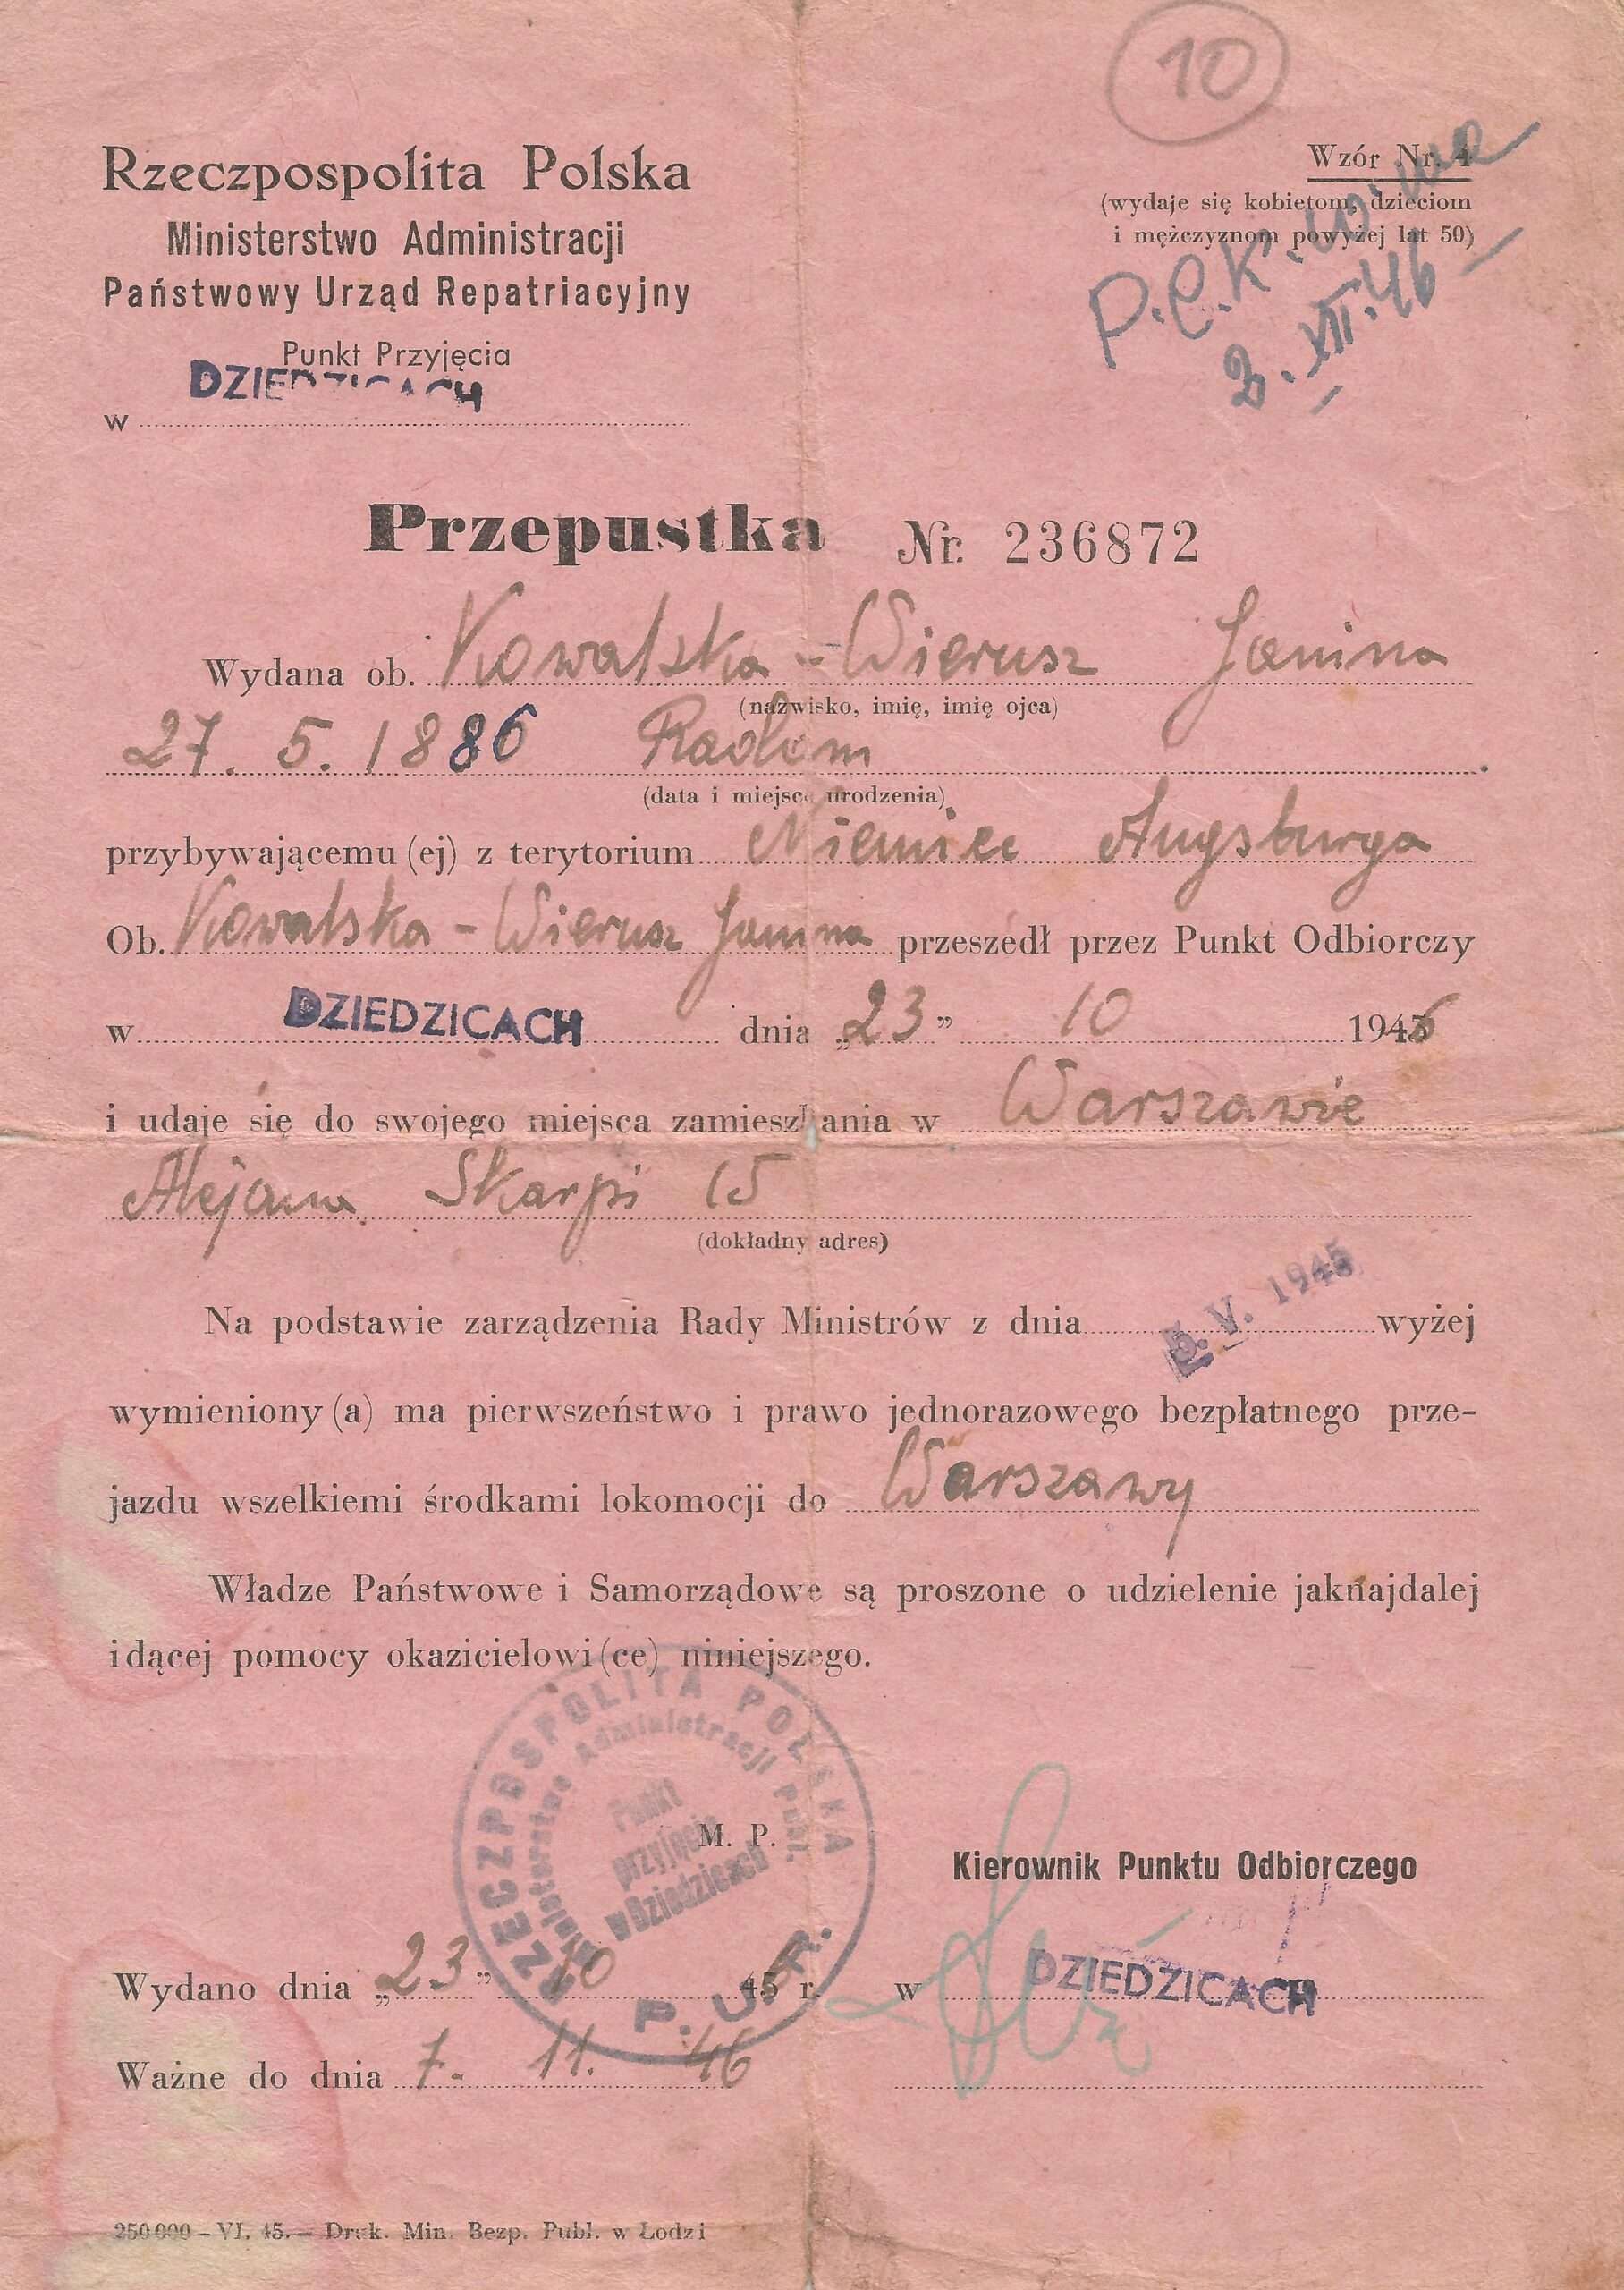 10
Rzeczpospolita Polska
Ministerstwo Administracji
Państwowy Urząd Repatriacyjny
Punkt Przyjęcia
w DZIEDZICACH
Wzór Nr. 4
(wydaje się kobietom, dzieciom
i mężczyznom powyżej lat 50)
P.C.K.
2. XII. 46
Przepustka Nr. 236872
Wydana ob. Kowalska-Wierusz Janina
(nazwisko, imię, imię ojca)
27. 5. 1886 Radom
(data i miejsce urodzenia)
przybywającemu (ej) z terytorium Niemiec Augsburga
Ob. Kowalska-Wierusz Janina przeszedł przez Punkt Odbiorczy
w DZIEDZICACH dnia „23” 10 1946
i udaje się do swojego miejsca zamieszkania w Warszawie
Skarpi 15
(dokładny adres)
Na podstawie zarządzenia Rady Ministrów z dnia 5. V. 1945 wyżej
wymieniony (a) ma pierwszeństwo i prawo jednorazowego bezpłatnego prze-
jazdu wszelkiemi środkami lokomocji do Warszawy
Władze Państwowe i Samorządowe są proszone o udzielenie jaknajdalej
idącej pomocy okazicielowi (ce) niniejszego.
RZECZPOSPOLITA POLSKA
Ministerstwo Administracji Publ.
Punkt
przyjęcia
w Dziedzicach
P. U. R.
M. P.
Kierownik Punktu Odbiorczego
Wydano dnia „23” 10 45 r. w DZIEDZICACH
Ważne do dnia 7. 11. 46
250000 – VI. 45. – Druk. Min. Bezp. Publ. w Łodzi